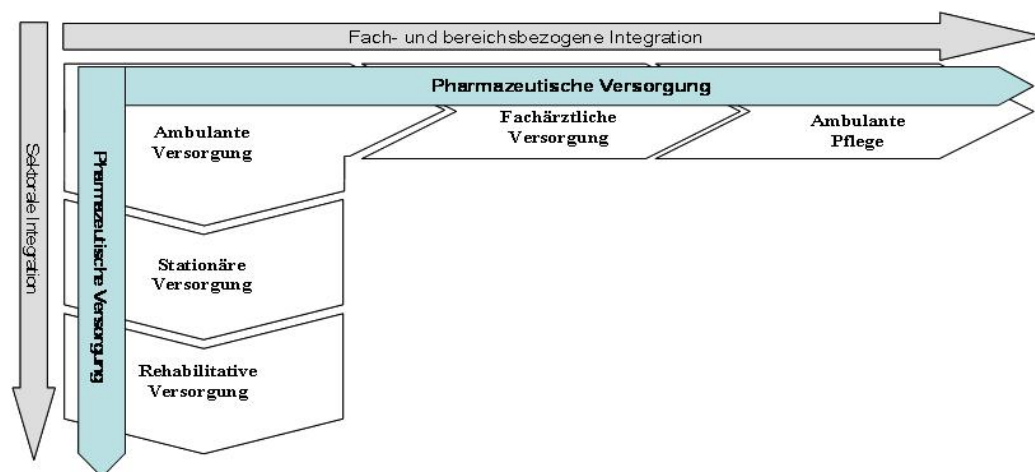 Fach- und bereichsbezogene Integration
Pharmazeutische Versorgung
Sektorale Integration
Pharmazeutische Versorgung
Ambulante
Versorgung
Fachärztliche
Versorgung
Ambulante
Pflege
Stationäre
Versorgung
Rehabilitative
Versorgung